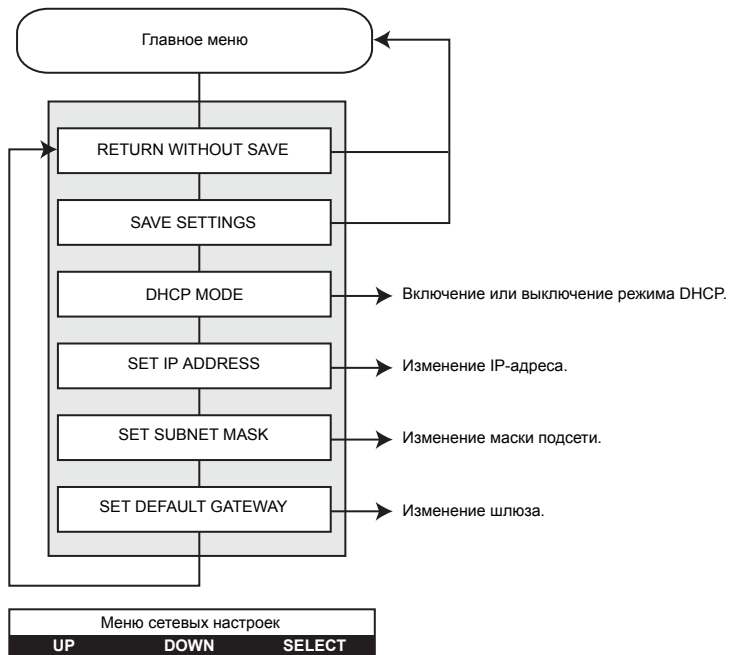 Главное меню
RETURN WITHOUT SAVE
SAVE SETTINGS
DHCP MODE
Включение или выключение режима DHCP.
SET IP ADDRESS
Изменение IP-адреса.
SET SUBNET MASK
Изменение маски подсети.
SET DEFAULT GATEWAY
Изменение шлюза.
Меню сетевых настроек
UP DOWN SELECT